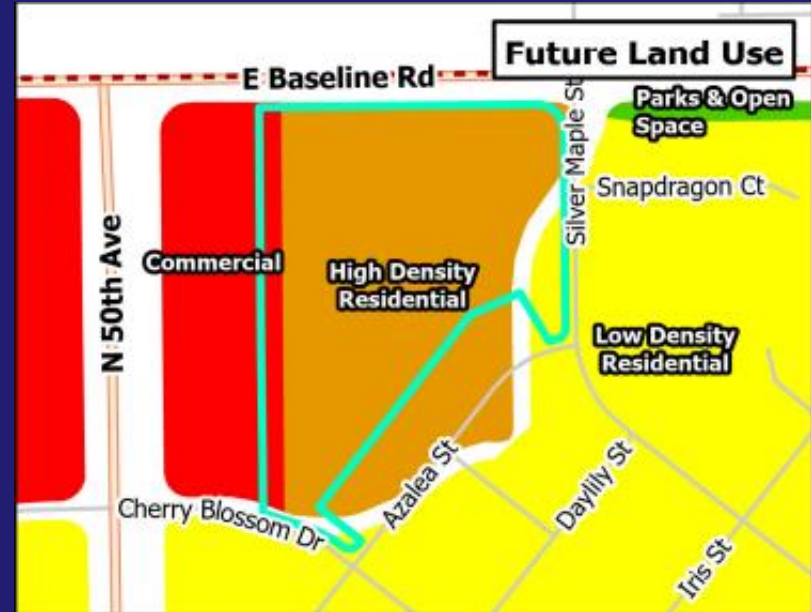 Future Land Use
E Baseline Rd
Parks & Open
Space
Silver Maple St
Snapdragon Ct
N 50th Ave
Commercial
High Density
Residential
Low Density
Residential
Cherry Blossom Dr
Azalea St
Daylily St
Iris St